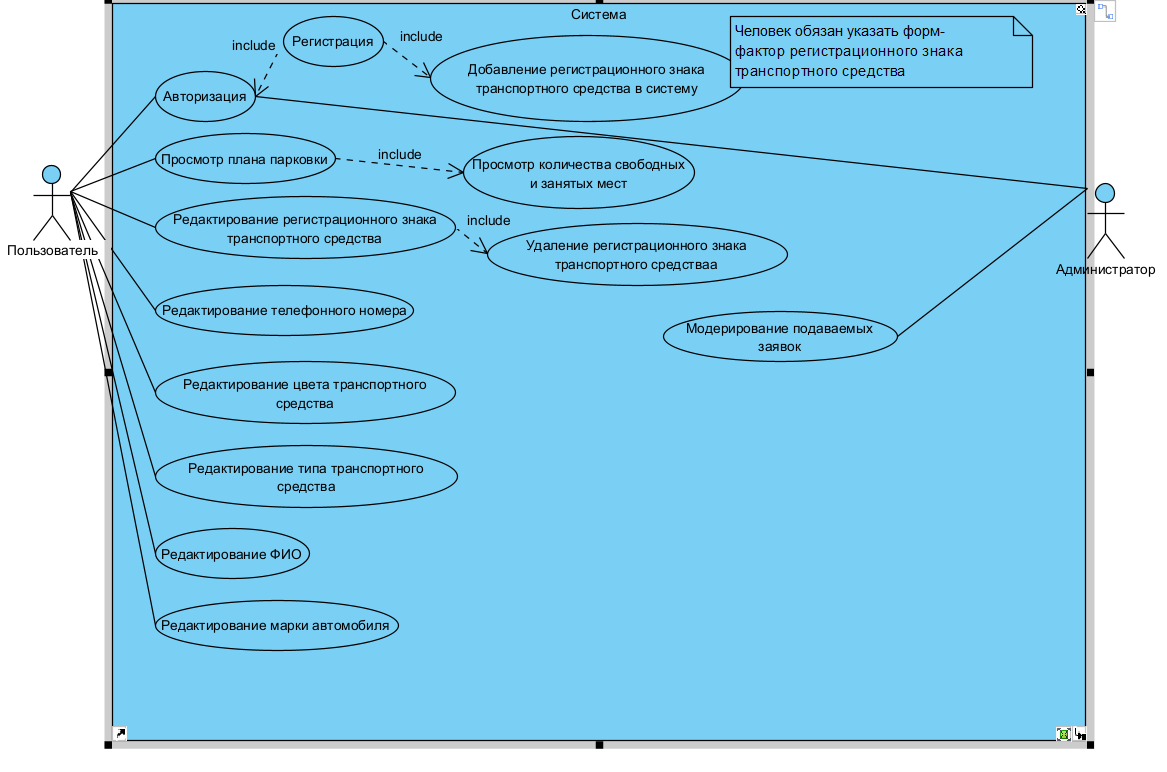 Система
include
Регистрация
include
Человек обязан указать форм-
фактор регистрационного знака
транспортного средства
Добавление регистрационного знака
транспортного средства в систему
Авторизация
Просмотр плана парковки
include
Просмотр количества свободных
и занятых мест
Редактирование регистрационного знака
транспортного средства
include
Удаление регистрационного знака
транспортного средстваа
Пользователь
Администратор
Редактирование телефонного номера
Модерирование подаваемых
заявок
Редактирование цвета транспортного
средства
Редактирование типа транспортного
средства
Редактирование ФИО
Редактирование марки автомобиля